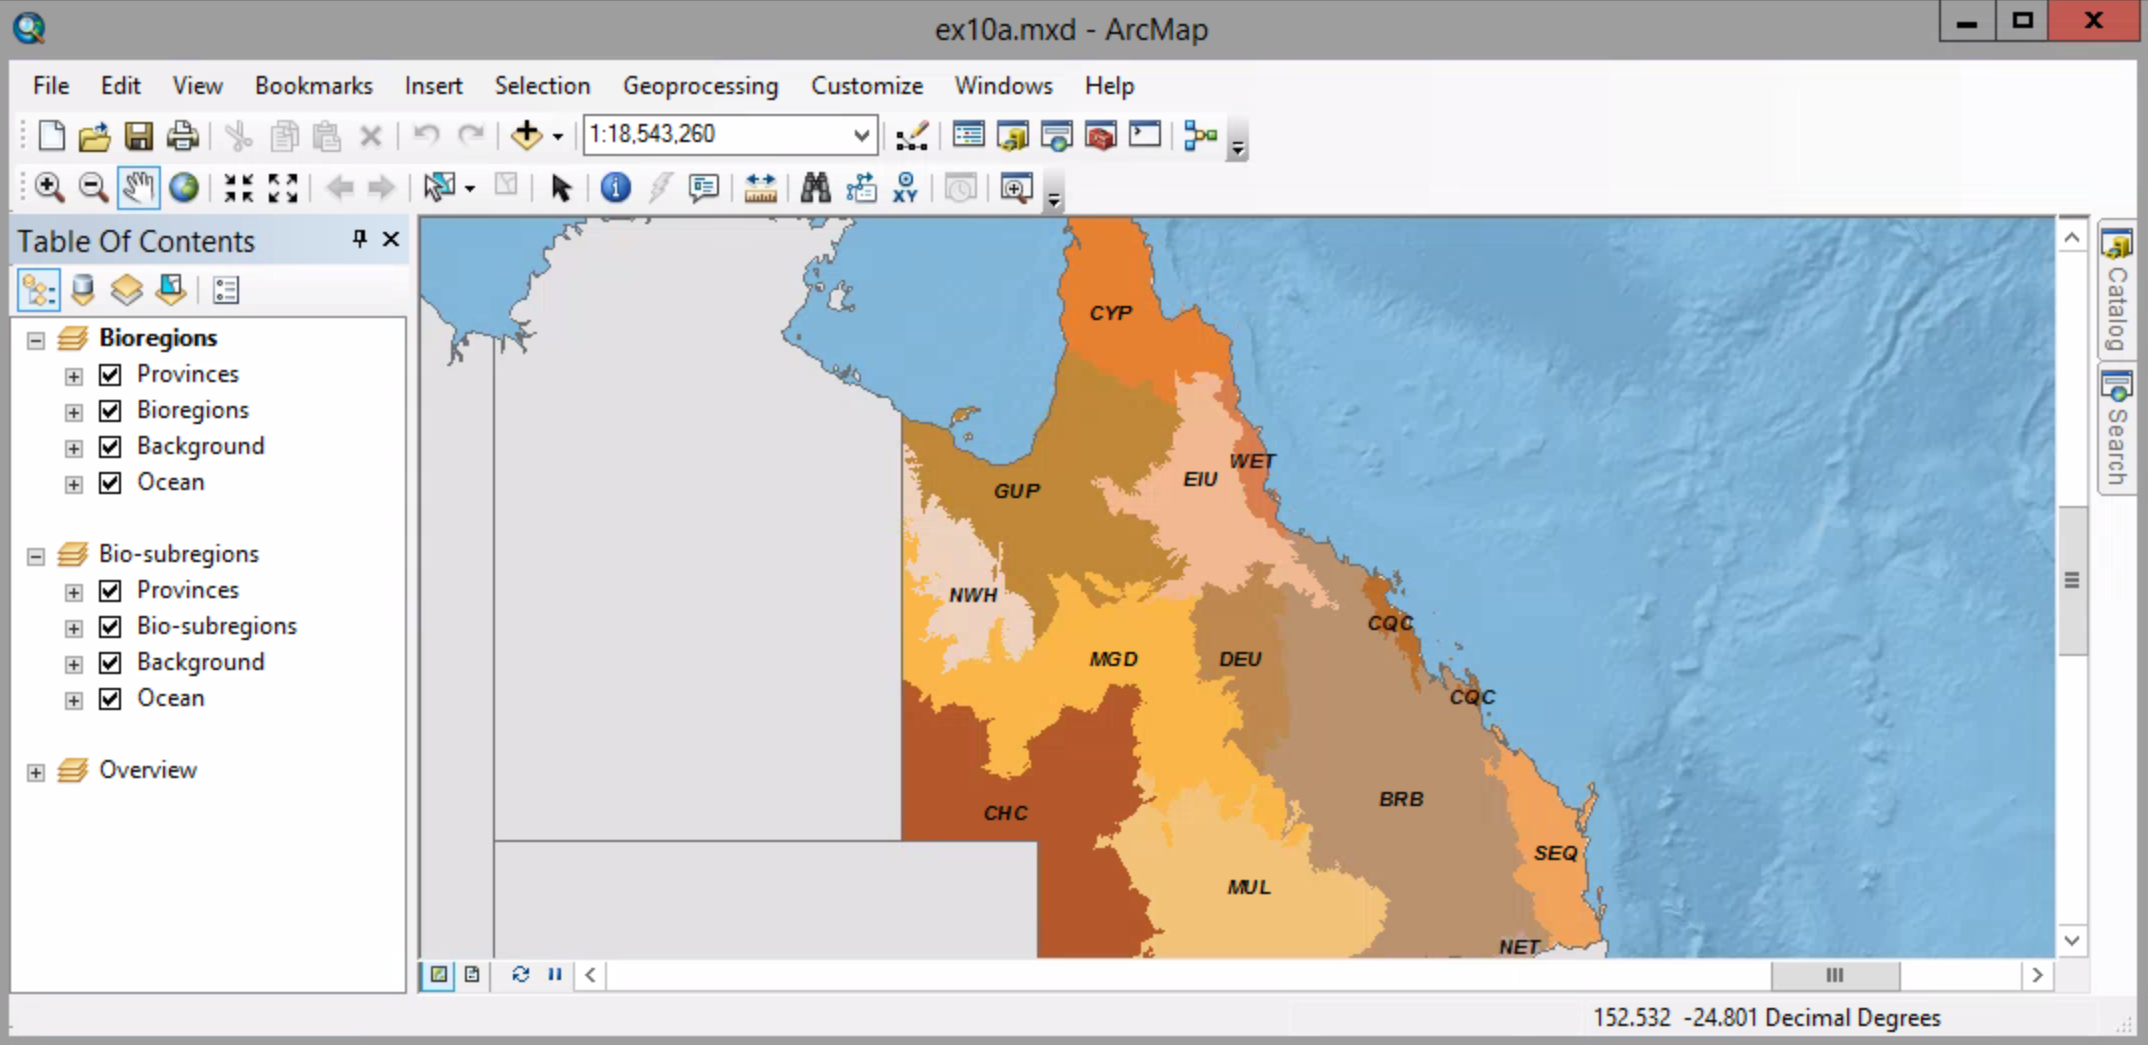 ex10a.mxd - ArcMap
File Edit View Bookmarks Insert Selection Geoprocessing Customize Windows Help
1:18,543,260
XY
Table Of Contents
Bioregions
Provinces
Bioregions
Background
Ocean
Bio-subregions
Provinces
Bio-subregions
Background
Ocean
Overview
CYP
WET
EIU
GUP
NWH
CQC
MGD
DEU
CQC
BRB
CHC
SEQ
MUL
NET
Catalog
Search
152.532 -24.801 Decimal Degrees